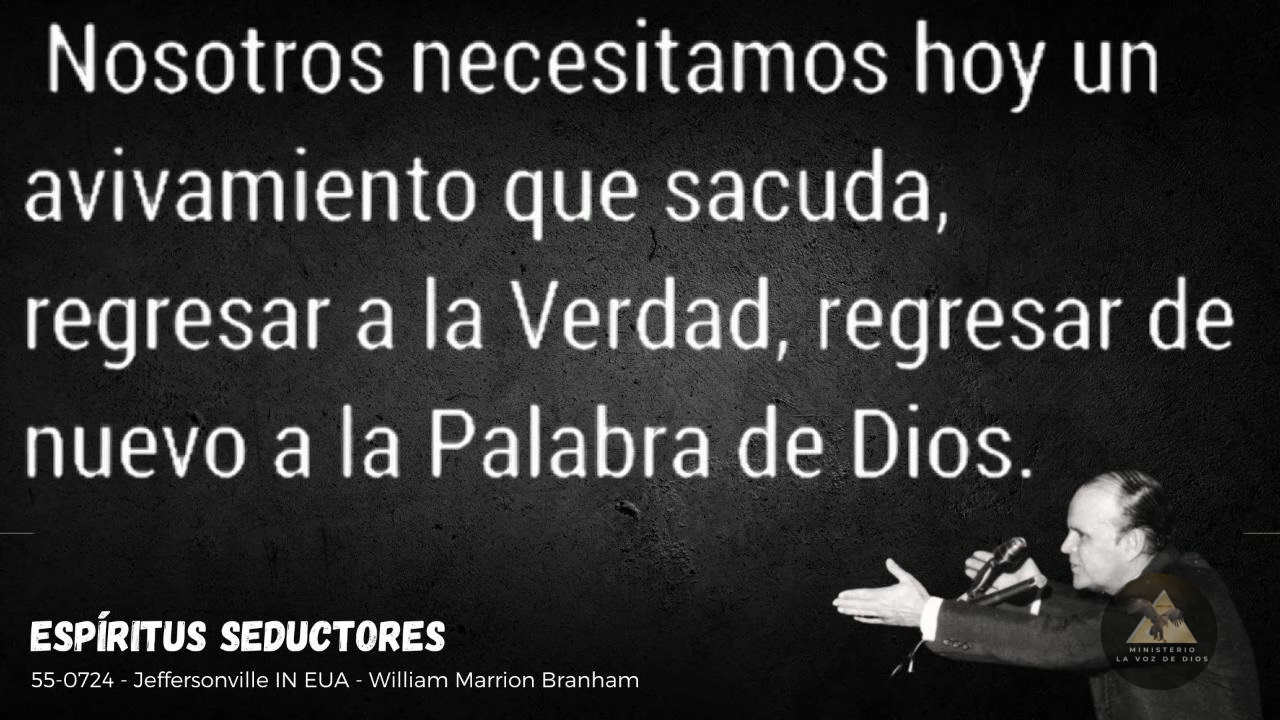 Nosotros necesitamos hoy un
avivamiento que sacuda,
regresar a la Verdad, regresar de
nuevo a la Palabra de Dios.
ESPÍRITUS SEDUCTORES
55-0724 - Jeffersonville IN EUA - William Marrion Branham
MINISTERIO
LA VOZ DE DIOS